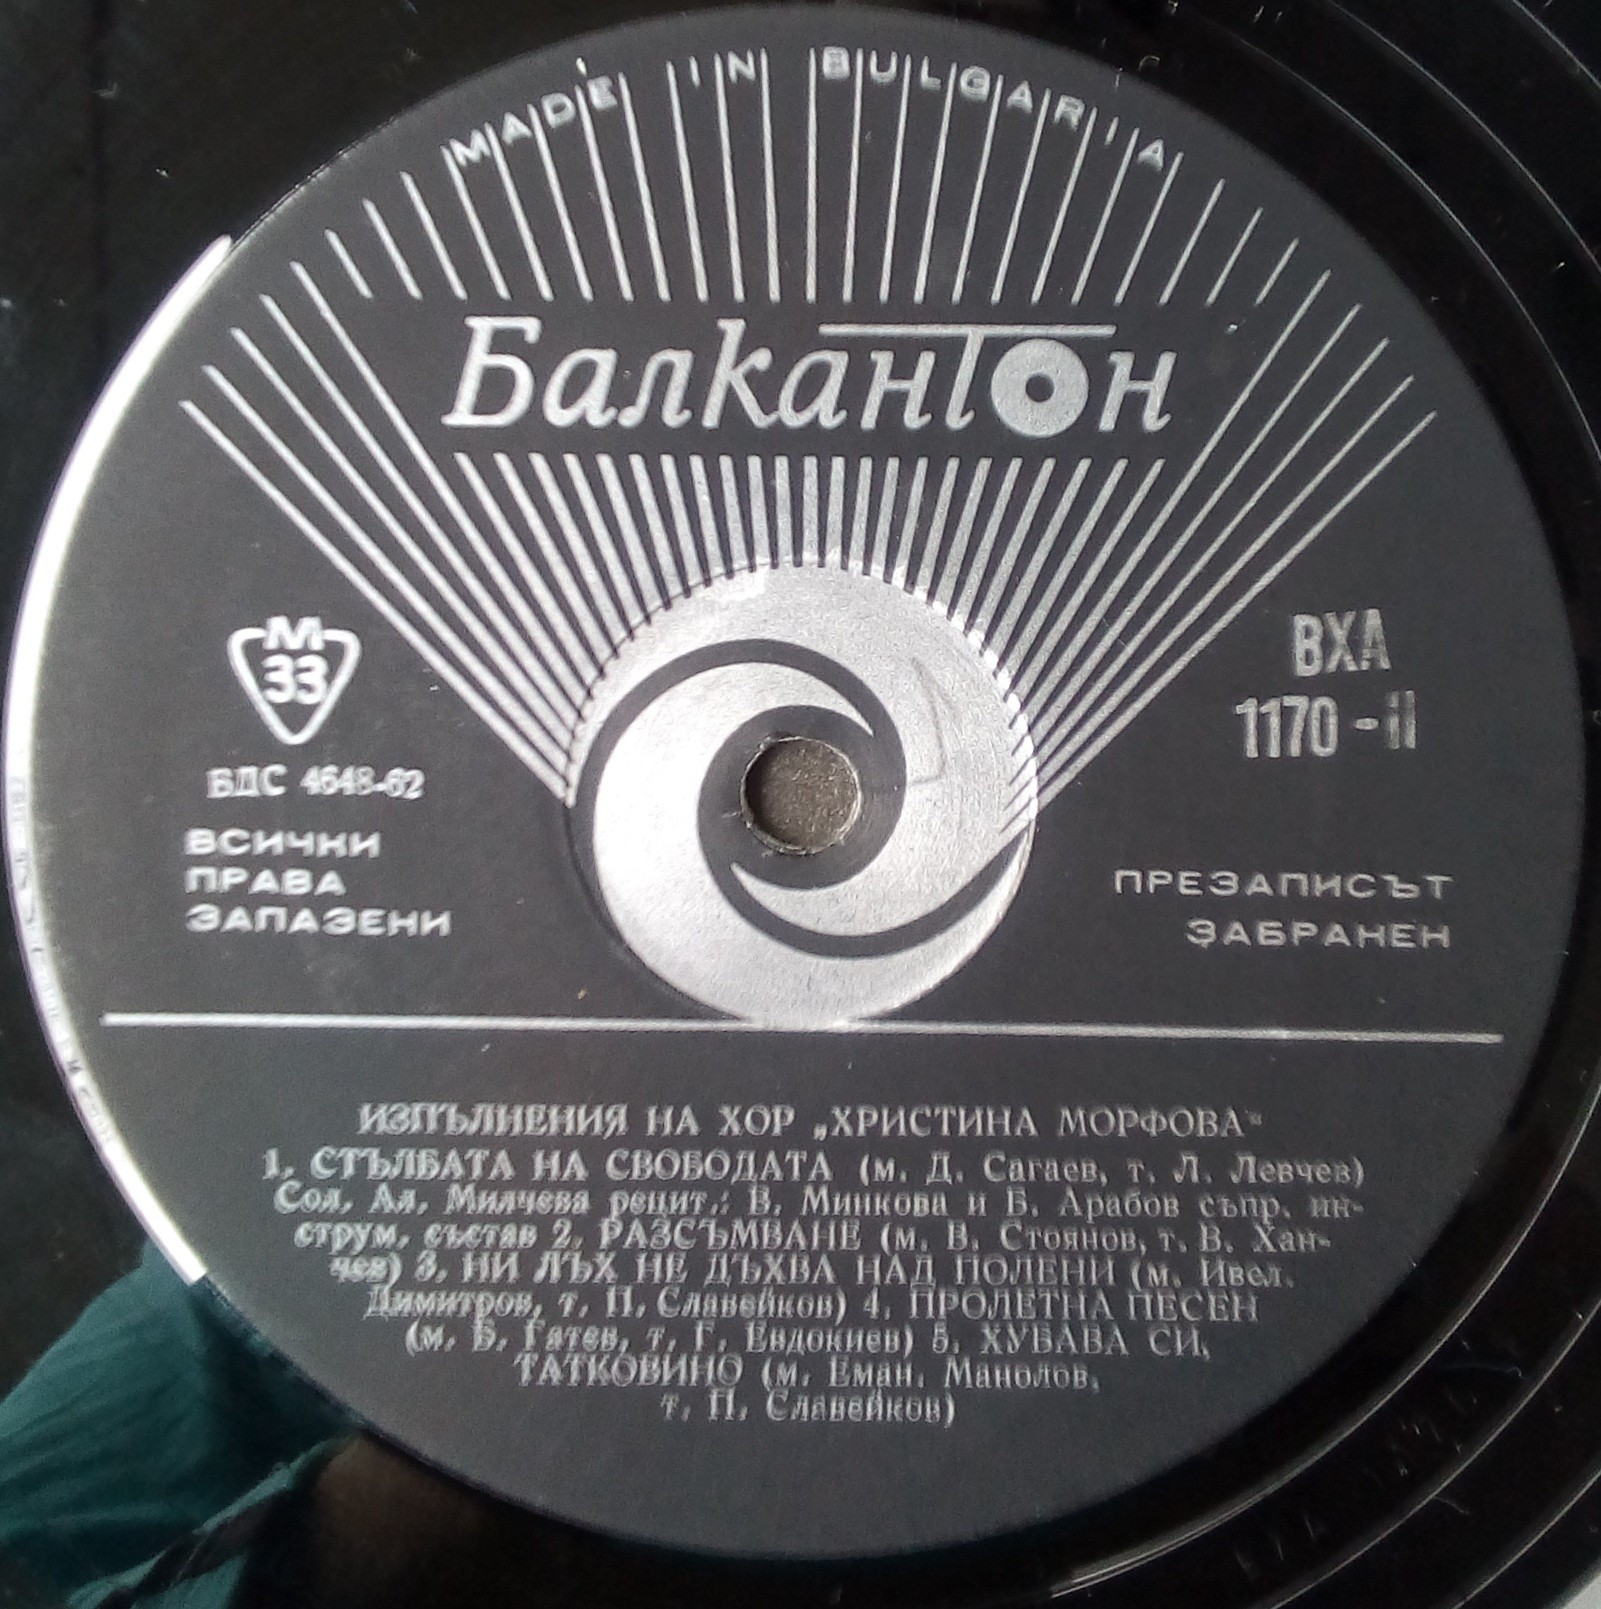 MADE IN BULGARIA
Балкантон
М
33
БДС 4648-62
ВСИЧКИ
ПРАВА
ЗАПАЗЕНИ
ВХА
1170 - II
ПРЕЗАПИСЪТ
ЗАБРАНЕН
ИЗПЪЛНЕНИЯ НА ХОР „ХРИСТИНА МОРФОВА“
1. СТЪЛБАТА НА СВОБОДАТА (м. Д. Сагаев, т. Л. Левчев)
Сол. Ал. Милчева рецит.: В. Минкова и Б. Арабов съпр. ин-
струм. състав 2. РАЗСЪМВАНЕ (м. В. Стоянов, т. В. Хан-
чев) 3. НИ ЛЪХ НЕ ДЪХВА НАД ПОЛЕНИ (м. Ивел.
Димитров, т. П. Славейков) 4. ПРОЛЕТНА ПЕСЕН
(м. Б. Гатев, т. Г. Евдокиев) 5. ХУБАВА СИ,
ТАТКОВИНО (м. Еман. Манолов,
т. П. Славейков)